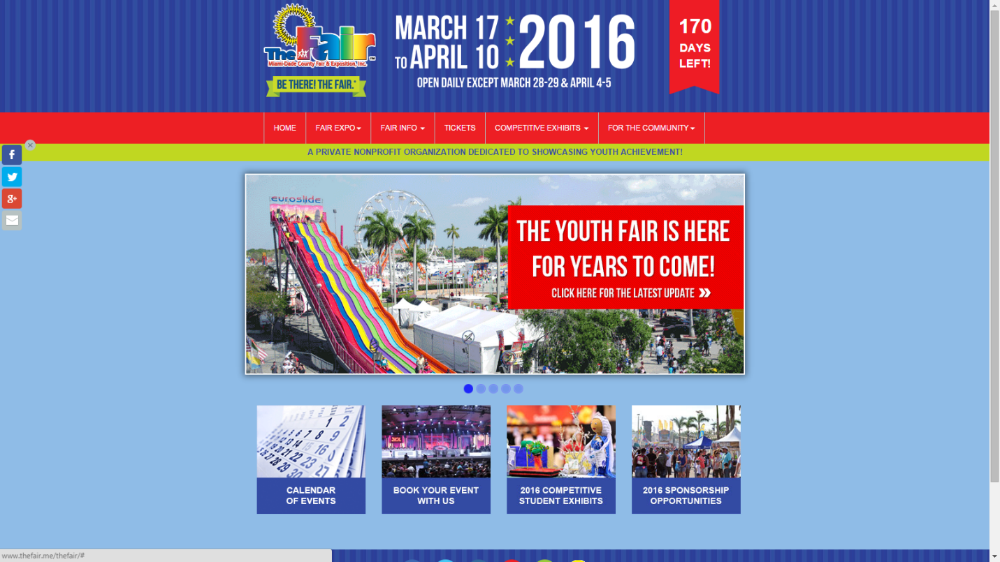 The Fair
Miami-Dade County Fair & Exposition, Inc.
BE THERE! THE FAIR.*
MARCH 17
TO APRIL 10
2016
OPEN DAILY EXCEPT MARCH 28-29 & APRIL 4-5
170
DAYS
LEFT!
HOME
FAIR EXPO
FAIR INFO
TICKETS
COMPETITIVE EXHIBITS
FOR THE COMMUNITY
A PRIVATE NONPROFIT ORGANIZATION DEDICATED TO SHOWCASING YOUTH ACHIEVEMENT!
euroslide
THE YOUTH FAIR IS HERE
FOR YEARS TO COME!
CLICK HERE FOR THE LATEST UPDATE »
CALENDAR
OF EVENTS
BOOK YOUR EVENT
WITH US
2016 COMPETITIVE
STUDENT EXHIBITS
2016 SPONSORSHIP
OPPORTUNITIES
www.thefair.me/thefair/#